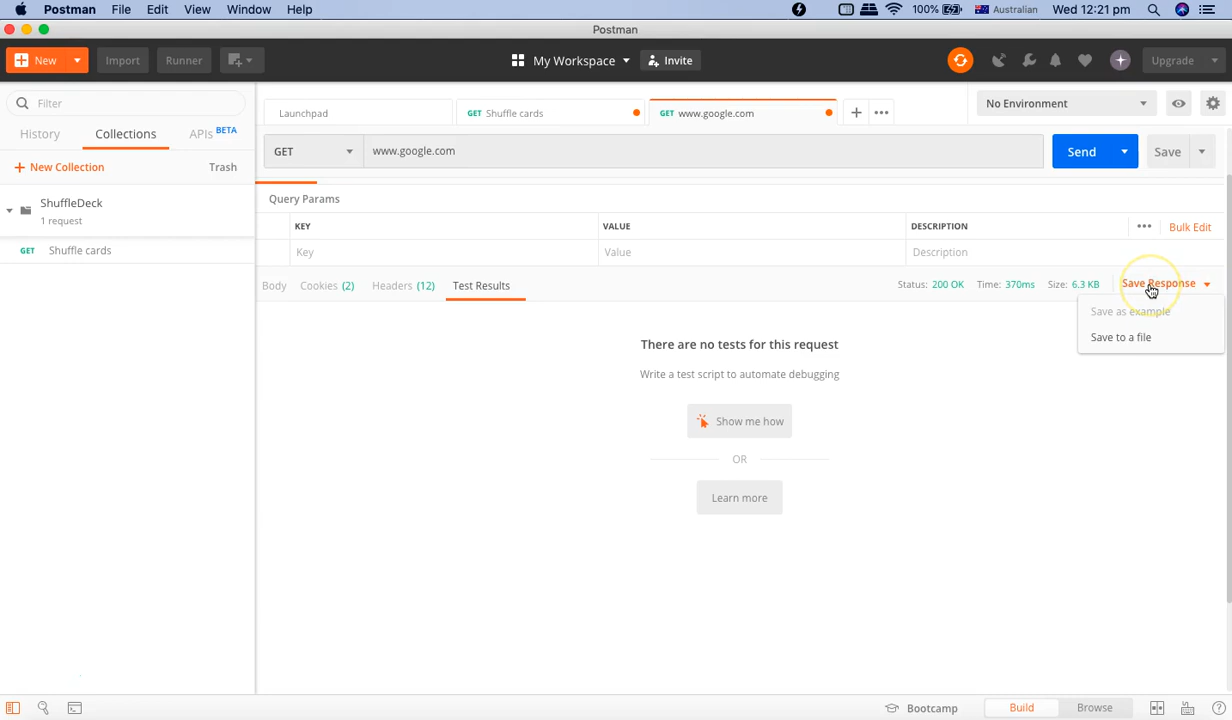 Postman File Edit View Window Help 100% Australian Wed 12:21 pm
Postman
New Import Runner My Workspace Invite Upgrade
Filter
Launchpad GET Shuffle cards GET www.google.com No Environment
History Collections APIs BETA
GET www.google.com Send Save
New Collection Trash
Query Params
ShuffleDeck
1 request
KEY VALUE DESCRIPTION Bulk Edit
GET Shuffle cards
Key Value Description
Body Cookies (2) Headers (12) Test Results Status: 200 OK Time: 370ms Size: 6.3 KB Save Response
Save as example
Save to a file
There are no tests for this request
Write a test script to automate debugging
Show me how
OR
Learn more
Bootcamp Build Browse